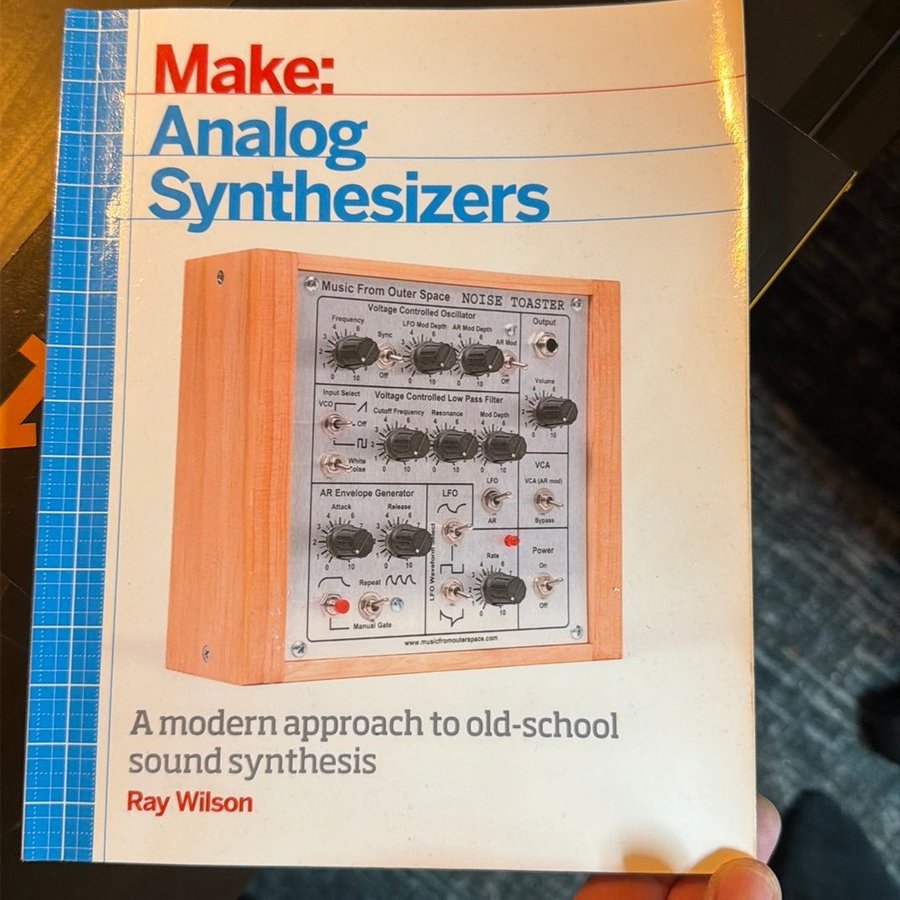 Make:
Analog
Synthesizers
Music From Outer Space NOISE TOASTER
Voltage Controlled Oscillator
Output
Frequency
LFO Mod Depth
AR Mod Depth
Sync
AR Mod
Off
Off
Volume
Input Select
Voltage Controlled Low Pass Filter
VCO
Off
Cutoff Frequency
Resonance
Mod Depth
White
VCA
LFO
VCA (AR mod)
AR
Bypass
AR Envelope Generator
LFO
Attack
Release
Rate
Power
On
Off
Repeat
Manual Gate
www.musicfromouterspace.com
A modern approach to old-school
sound synthesis
Ray Wilson